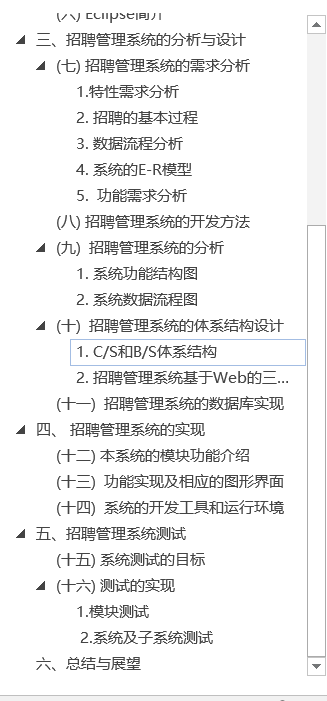 (六) Eclipse简介
三、招聘管理系统的分析与设计
(七) 招聘管理系统的需求分析
1.特性需求分析
2. 招聘的基本过程
3. 数据流程分析
4. 系统的E-R模型
5.  功能需求分析
(八) 招聘管理系统的开发方法
(九)  招聘管理系统的分析
1. 系统功能结构图
2. 系统数据流程图
(十)  招聘管理系统的体系结构设计
1. C/S和B/S体系结构
2. 招聘管理系统基于Web的三...
(十一)  招聘管理系统的数据库实现
四、 招聘管理系统的实现
(十二) 本系统的模块功能介绍
(十三)  功能实现及相应的图形界面
(十四)  系统的开发工具和运行环境
五、招聘管理系统测试
(十五) 系统测试的目标
(十六) 测试的实现
1.模块测试
2.系统及子系统测试
六、总结与展望